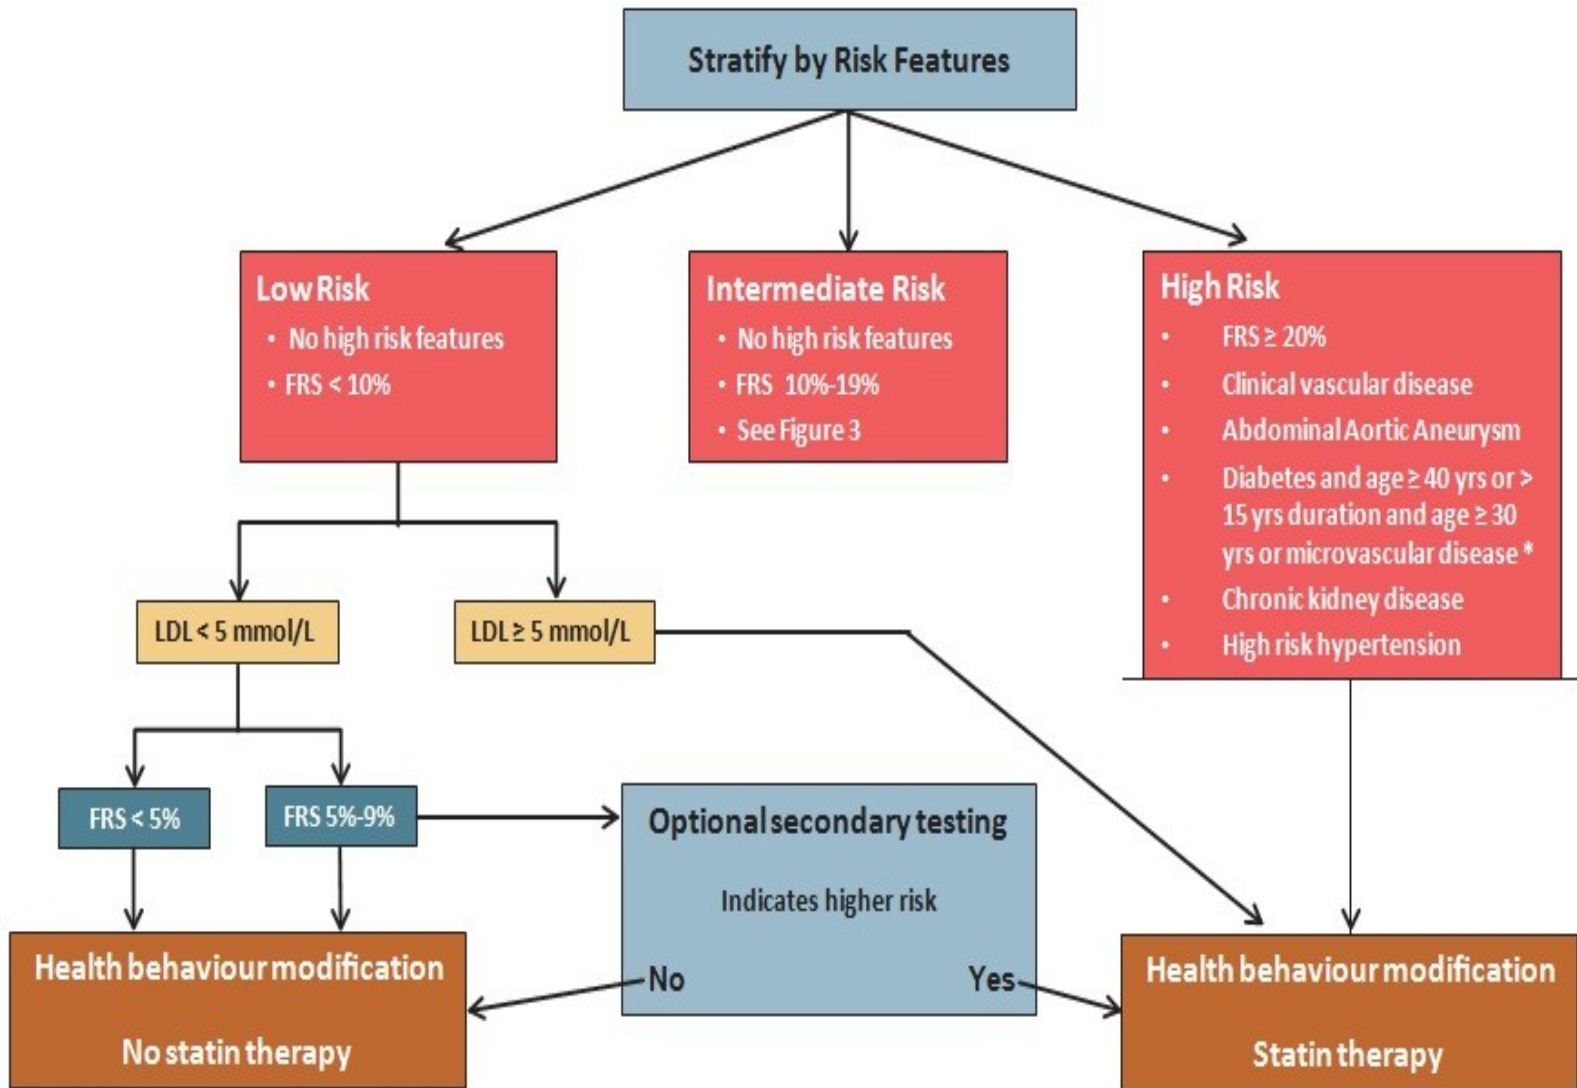 Stratify by Risk Features
Low Risk
• No high risk features
• FRS < 10%
Intermediate Risk
• No high risk features
• FRS 10%-19%
• See Figure 3
High Risk
• FRS ≥ 20%
• Clinical vascular disease
• Abdominal Aortic Aneurysm
• Diabetes and age ≥ 40 yrs or >
15 yrs duration and age ≥ 30
yrs or microvascular disease *
• Chronic kidney disease
• High risk hypertension
LDL < 5 mmol/L
LDL ≥ 5 mmol/L
FRS < 5%
FRS 5%-9%
Optional secondary testing
Indicates higher risk
No
Yes
Health behaviour modification
No statin therapy
Health behaviour modification
Statin therapy